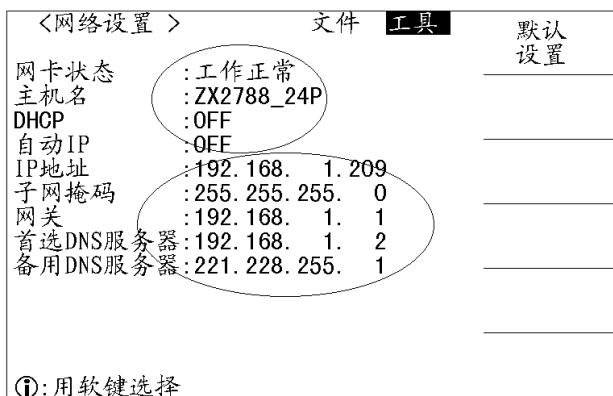 <网络设置 > 文件 工具 默认
设置
网卡状态 :工作正常
主机名 :ZX2788_24P
DHCP :OFF
自动IP :OFF
IP地址 :192.168. 1.209
子网掩码 :255.255.255. 0
网关 :192.168. 1. 1
首选DNS服务器:192.168. 1. 2
备用DNS服务器:221.228.255. 1
ⓘ:用软键选择